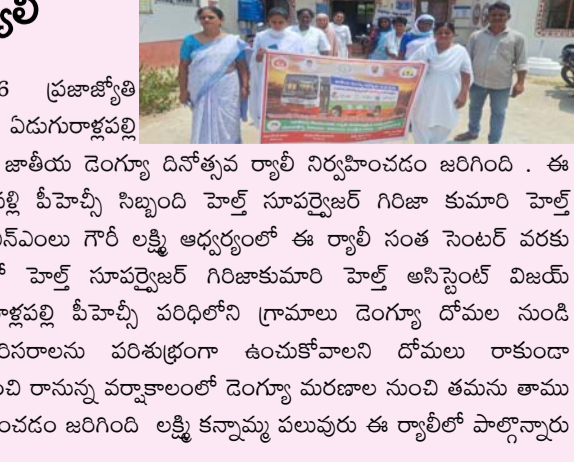 ర్యాలీ
6 ప్రజాజ్యోతి
ఏడుగురాళ్లపల్లి
జాతీయ డెంగ్యూ దినోత్సవ ర్యాలీ నిర్వహించడం జరిగింది . ఈ
పల్లి పీహెచ్సీ సిబ్బంది హెల్త్ సూపర్వైజర్ గిరిజా కుమారి హెల్త్
ఎన్ఎంలు గౌరీ లక్ష్మి ఆధ్వర్యంలో ఈ ర్యాలీ సంత సెంటర్ వరకు
హెల్త్ సూపర్వైజర్ గిరిజాకుమారి హెల్త్ అసిస్టెంట్ విజయ్
రాళ్లపల్లి పీహెచ్సీ పరిధిలోని గ్రామాలు డెంగ్యూ దోమల నుండి
రిసరాలను పరిశుభ్రంగా ఉంచుకోవాలని దోమలు రాకుండా
చి రానున్న వర్షాకాలంలో డెంగ్యూ మరణాల నుంచి తమను తాము
ంచడం జరిగింది లక్ష్మి కన్నామ్మ పలువురు ఈ ర్యాలీలో పాల్గొన్నారు